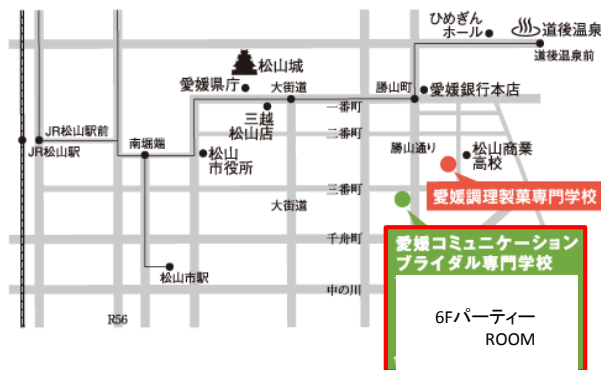 ひめぎん
ホール
道後温泉
道後温泉前
松山城
愛媛県庁
大街道
勝山町
愛媛銀行本店
一番町
三越
松山店
JR松山駅前
二番町
JR松山駅
南堀端
松山
市役所
勝山通り
松山商業
高校
三番町
愛媛調理製菓専門学校
大街道
千舟町
愛媛コミュニケーション
ブライダル専門学校
松山市駅
中の川
6Fパーティー
ROOM
R56